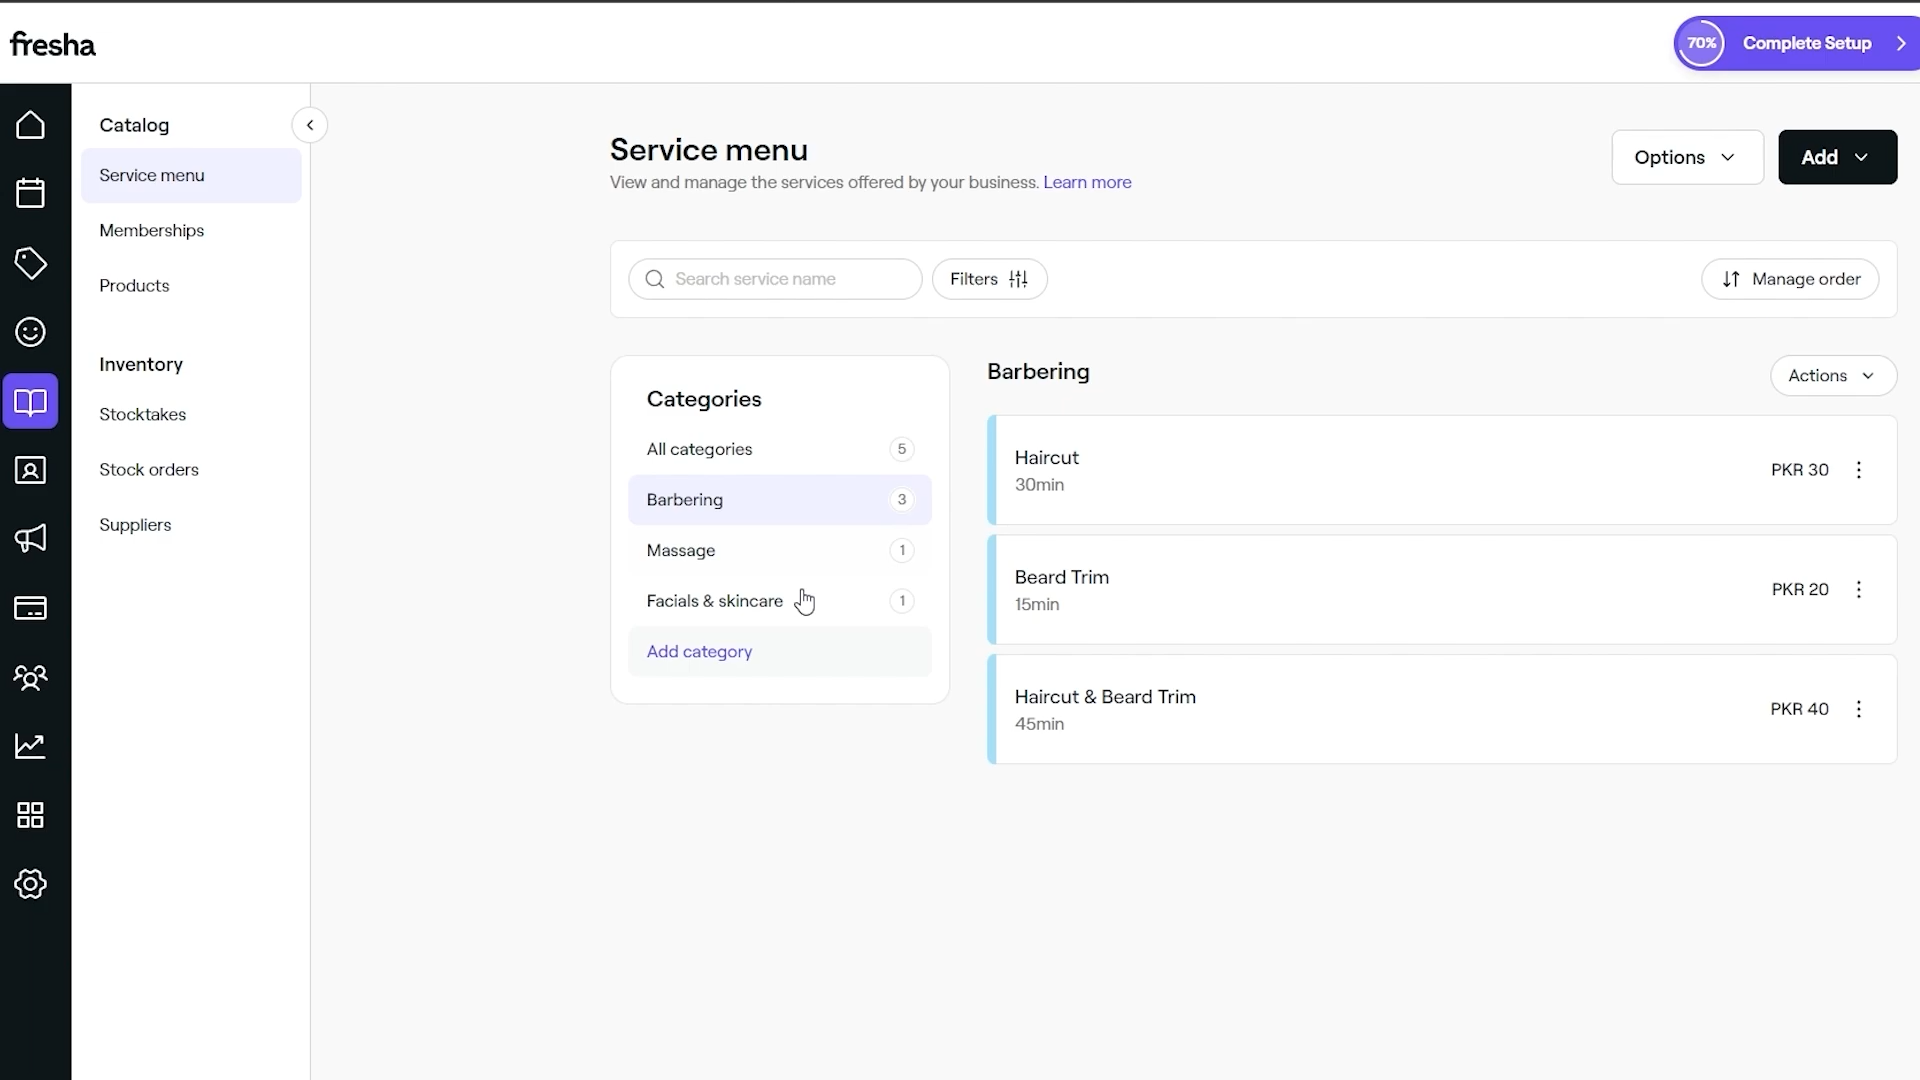 fresha
70% Complete Setup
Catalog
Service menu
Memberships
Products
Inventory
Stocktakes
Stock orders
Suppliers
Service menu
View and manage the services offered by your business. Learn more
Options
Add
Search service name
Filters
Manage order
Categories
All categories 5
Barbering 3
Massage 1
Facials & skincare 1
Add category
Barbering
Actions
Haircut
30min
PKR 30
Beard Trim
15min
PKR 20
Haircut & Beard Trim
45min
PKR 40